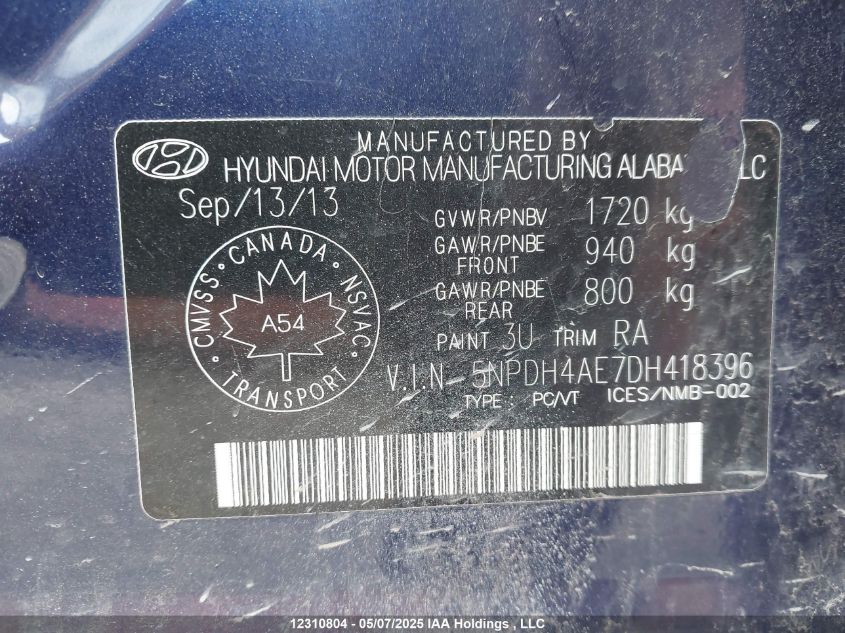 MANUFACTURED BY
HYUNDAI MOTOR MANUFACTURING LC
Sep/13/13
GVWR/PNBV 1720 kg
GAWR/PNBE FRONT 940 kg
GAWR/PNBE REAR 800 kg
PAINT 3U TRIM RA
V.I.N 5NPDH4AE7DH418396
TYPE : PC/VT ICES/NMB-002
CMVSS · CANADA · NSVAC
A54
TRANSPORT
12310804 - 05/07/2025 IAA Holdings , LLC